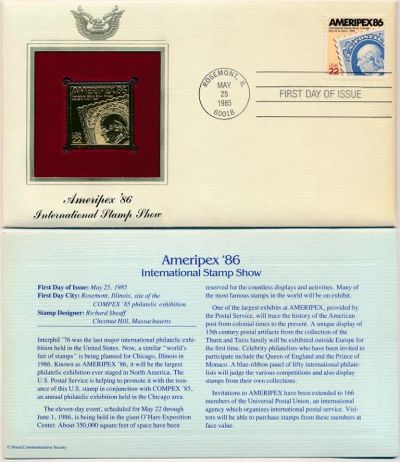 AMERIPEX86
International Stamp Show, Chicago
USA
22
ROSEMONT, IL
MAY
25
1985
60018
FIRST DAY OF ISSUE
AMERIPEX86
USA
22
Ameripex '86
International Stamp Show
Ameripex '86
International Stamp Show
First Day of Issue: May 25, 1985
First Day City: Rosemont, Illinois, site of the
COMPEX '85 philatelic exhibition
Stamp Designer: Richard Sheaff
Chestnut Hill, Massachusetts
Interphil '76 was the last major international philatelic exhi-
bition held in the United States. Now, a similar "world's
fair of stamps" is being planned for Chicago, Illinois in
1986. Known as AMERIPEX '86, it will be the largest
philatelic exhibition ever staged in North America. The
U.S. Postal Service is helping to promote it with the issu-
ance of this U.S. stamp in conjunction with COMPEX '85,
an annual philatelic exhibition held in the Chicago area.
The eleven-day event, scheduled for May 22 through
June 1, 1986, is being held in the giant O'Hare Exposition
Center. About 350,000 square feet of space have been
reserved for the countless displays and activities. Many of
the most famous stamps in the world will be on exhibit.
One of the largest exhibits at AMERIPEX, provided by
the Postal Service, will trace the history of the American
post from colonial times to the present. A unique display of
15th century postal artifacts from the collection of the
Thurn and Taxis family will be exhibited outside Europe for
the first time. Celebrity philatelists who have been invited to
participate include the Queen of England and the Prince of
Monaco. A blue-ribbon panel of fifty international philate-
lists will judge the various competitions and also display
stamps from their own collections.
Invitations to AMERIPEX have been extended to 166
members of the Universal Postal Union, an international
agency which organizes international postal service. Visi-
tors will be able to purchase stamps from these members at
face value.
© Postal Commemorative Society